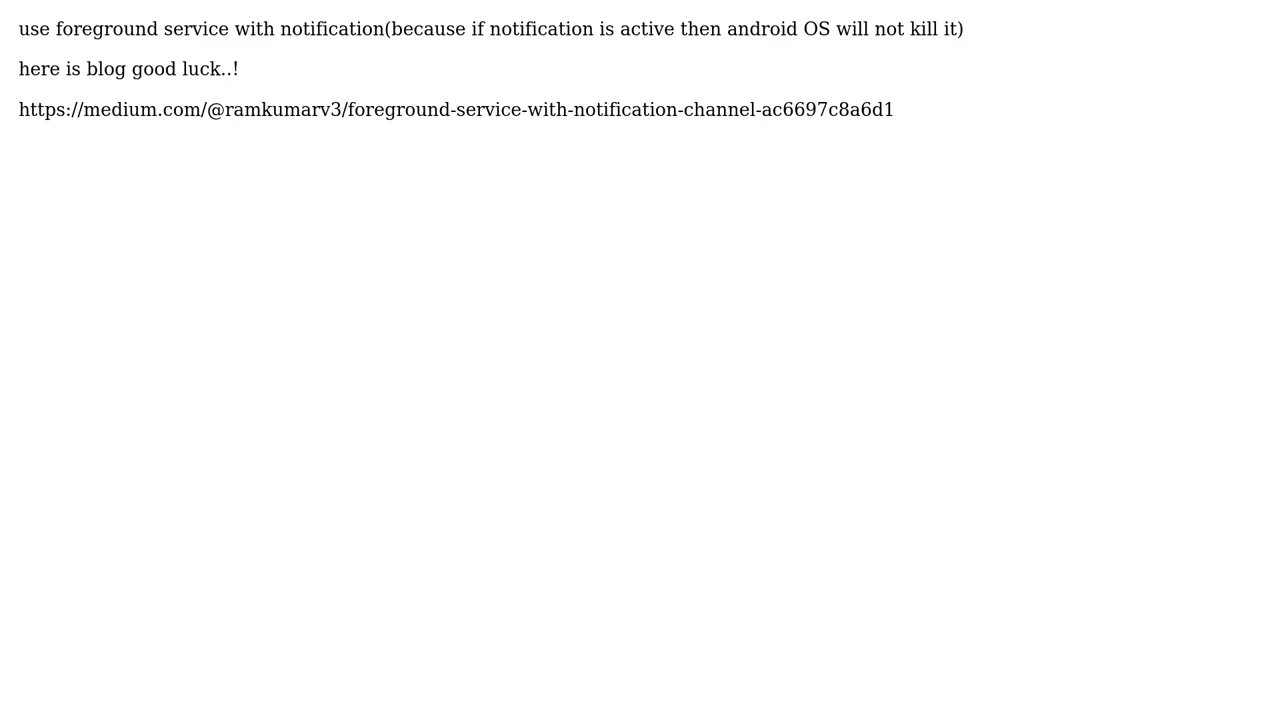 use foreground service with notification(because if notification is active then android OS will not kill it)
here is blog good luck..!
https://medium.com/@ramkumarv3/foreground-service-with-notification-channel-ac6697c8a6d1